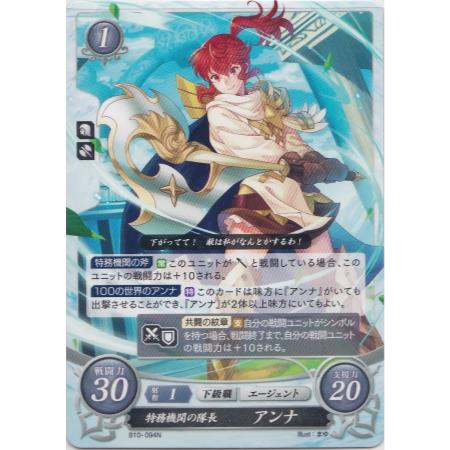 1
下がってて! 敵は私がなんとかするわ!
特務機関の斧 常 このユニットが と戦闘している場合、この
ユニットの戦闘力は+10される。
100の世界のアンナ 特 このカードは味方に『アンナ』がいても
出撃させることができ、『アンナ』が2体以上味方にいてもよい。
共闘の紋章 支 自分の戦闘ユニットがシンボル
を持つ場合、戦闘終了まで、自分の戦闘ユニット
の戦闘力は+10される。
戦闘力
30
射程 1
下級職
エージェント
支援力
20
特務機関の隊長 アンナ
B10-094N
Illust:まゆ